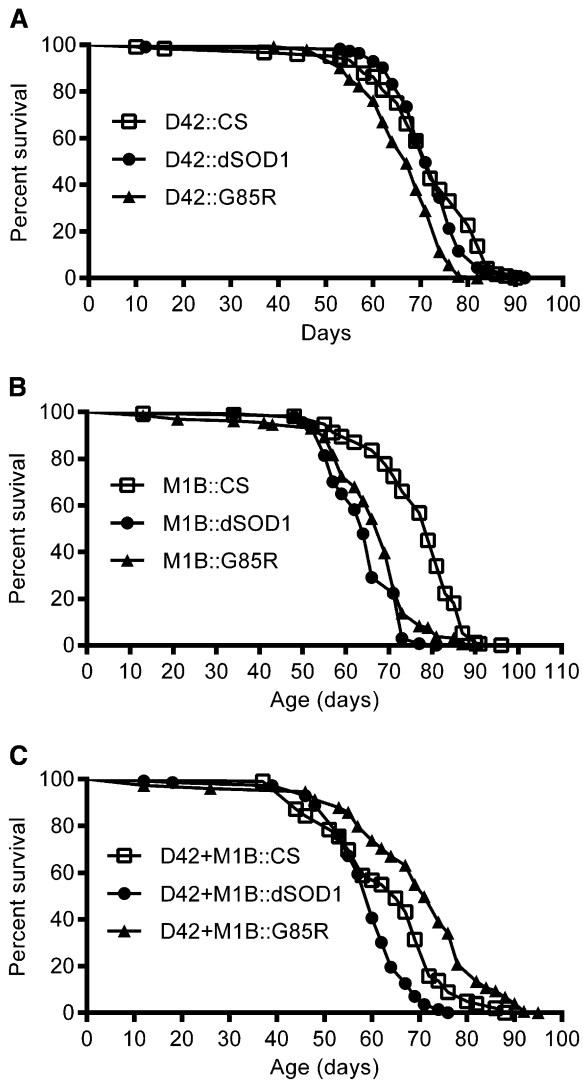 A
Percent survival
100
80
60
40
20
0
D42::CS
D42::dSOD1
D42::G85R
0 10 20 30 40 50 60 70 80 90 100
Days
B
Percent suvival
100
80
60
40
20
0
M1B::CS
M1B::dSOD1
M1B::G85R
0 10 20 30 40 50 60 70 80 90 100 110
Age (days)
C
Percent survival
100
80
60
40
20
0
D42+M1B::CS
D42+M1B::dSOD1
D42+M1B::G85R
0 10 20 30 40 50 60 70 80 90 100
Age (days)